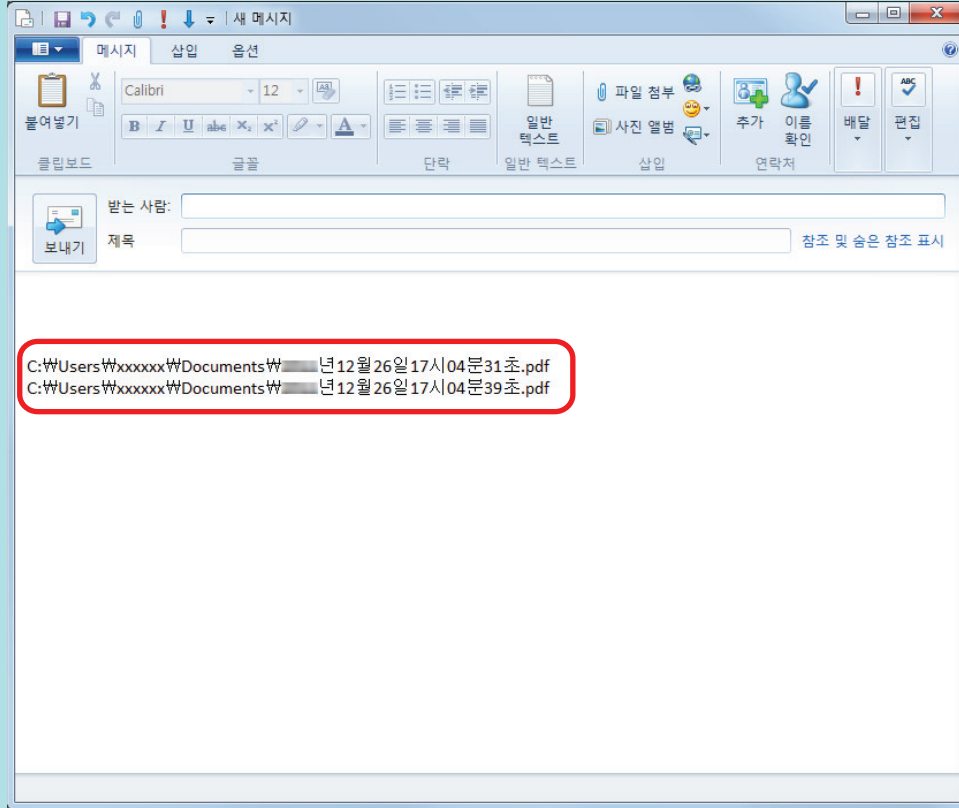 새 메시지
메시지 삽입 옵션
붙여넣기
클립보드
Calibri 12
B I U abc X₂ X² A
글꼴
단락
일반
텍스트
일반 텍스트
파일 첨부
사진 앨범
삽입
추가
이름
확인
연락처
배달
ABC
편집
보내기
받는 사람:
제목
참조 및 숨은 참조 표시
C:₩Users₩xxxxxx₩Documents₩ 년12월26일17시04분31초.pdf
C:₩Users₩xxxxxx₩Documents₩ 년12월26일17시04분39초.pdf